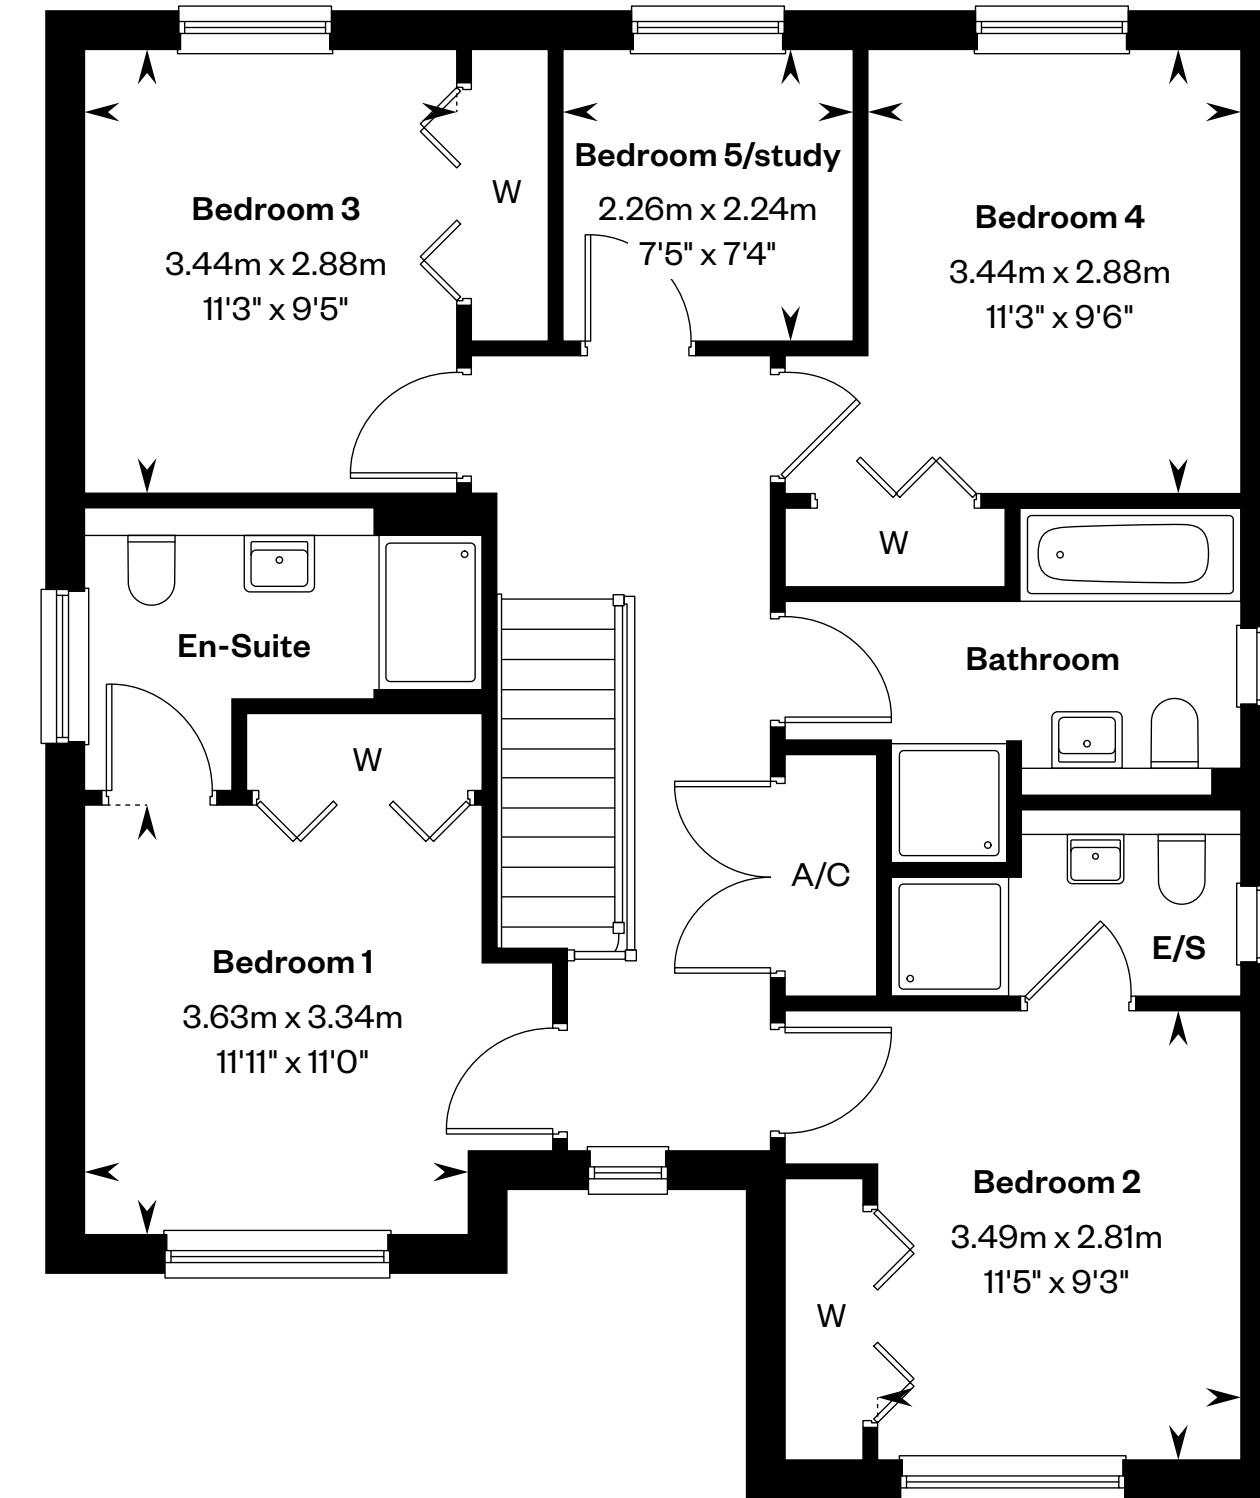 Bedroom 3
3.44m x 2.88m
11'3" x 9'5"
W
Bedroom 5/study
2.26m x 2.24m
7'5" x 7'4"
Bedroom 4
3.44m x 2.88m
11'3" x 9'6"
W
En-Suite
Bathroom
W
A/C
E/S
Bedroom 1
3.63m x 3.34m
11'11" x 11'0"
Bedroom 2
3.49m x 2.81m
11'5" x 9'3"
W